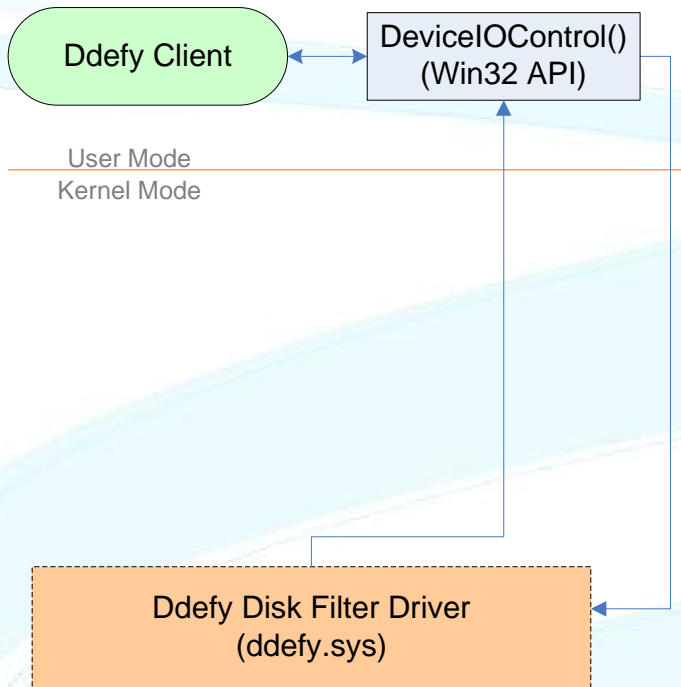 Ddefy Client
DeviceIOControl()
(Win32 API)
User Mode
Kernel Mode
Ddefy Disk Filter Driver
(ddefy.sys)